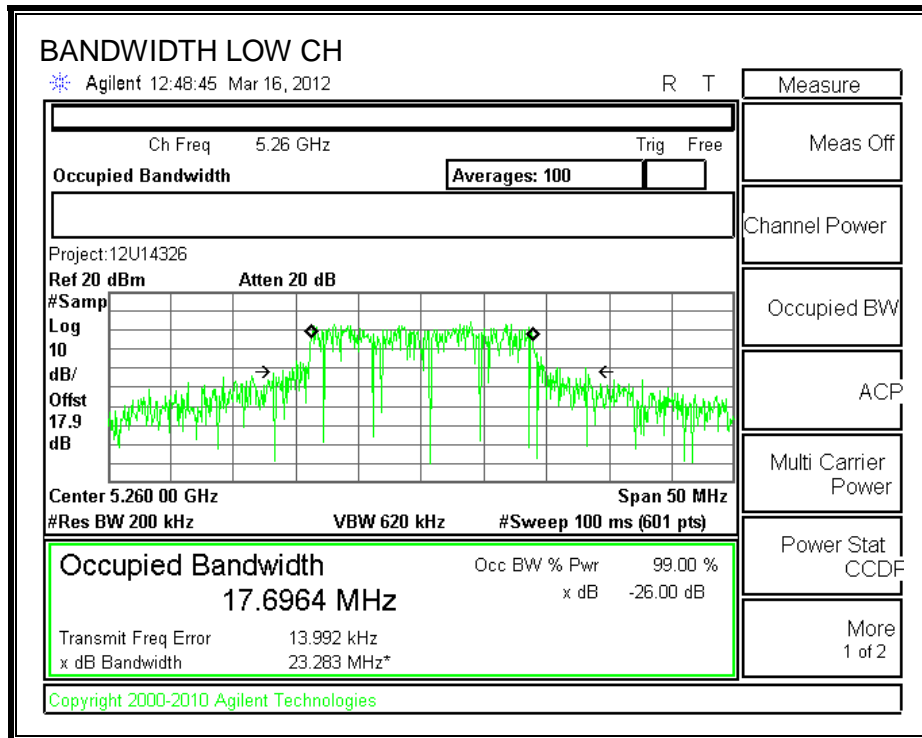 BANDWIDTH LOW CH
Agilent 12:48:45 Mar 16, 2012 R T
Measure
Ch Freq 5.26 GHz Trig Free
Meas Off
Occupied Bandwidth Averages: 100
Channel Power
Project:12U14326
Ref 20 dBm Atten 20 dB
#Samp
Log
10
dB/
Offst
17.9
dB
Occupied BW
ACP
Multi Carrier
Power
Center 5.260 00 GHz Span 50 MHz
#Res BW 200 kHz VBW 620 kHz #Sweep 100 ms (601 pts)
Power Stat
CCDF
Occupied Bandwidth Occ BW % Pwr 99.00 %
17.6964 MHz x dB -26.00 dB
Transmit Freq Error 13.992 kHz
x dB Bandwidth 23.283 MHz*
More
1 of 2
Copyright 2000-2010 Agilent Technologies